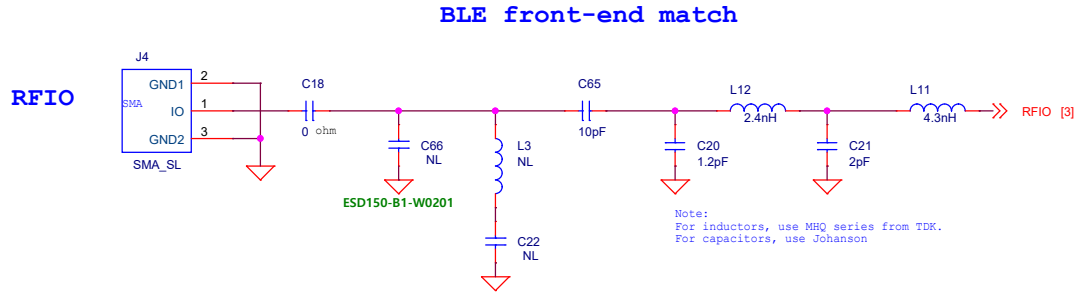 BLE front-end match
RFIO
J4
GND1
2
SMA
IO
1
GND2
3
SMA_SL
C18
0 ohm
C66
NL
ESD150-B1-W0201
L3
NL
C22
NL
C65
10pF
C20
1.2pF
L12
2.4nH
C21
2pF
L11
4.3nH
RFIO [3]
Note:
For inductors, use MHQ series from TDK.
For capacitors, use Johanson